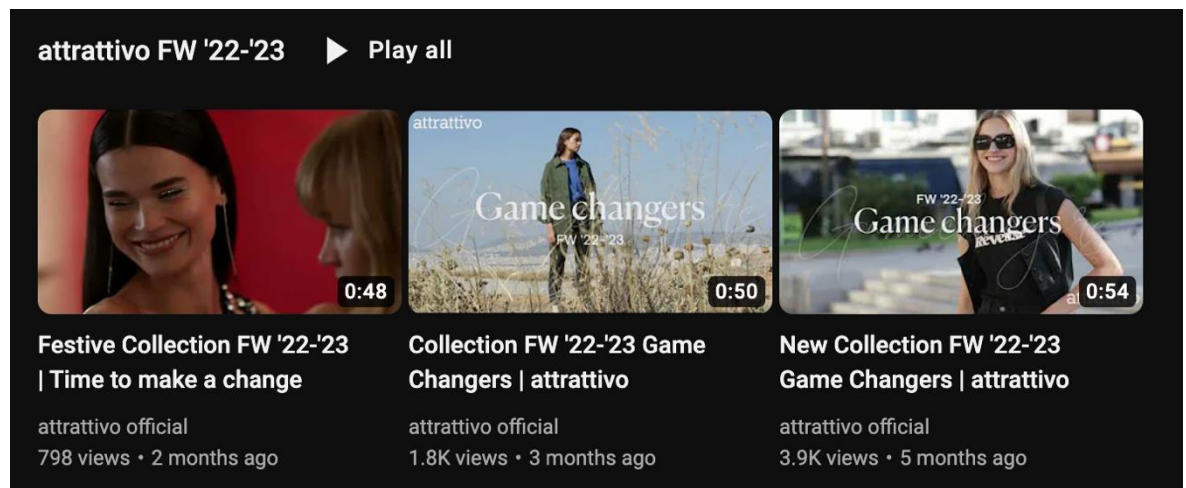 attrattivo FW '22-'23 Play all
attrattivo
Game changers
FW '22-'23
FW '22-'23
Game changers
Reverse
0:48
0:50
0:54
Festive Collection FW '22-'23
| Time to make a change
attrattivo official
798 views • 2 months ago
Collection FW '22-'23 Game
Changers | attrattivo
attrattivo official
1.8K views • 3 months ago
New Collection FW '22-'23
Game Changers | attrattivo
attrattivo official
3.9K views • 5 months ago